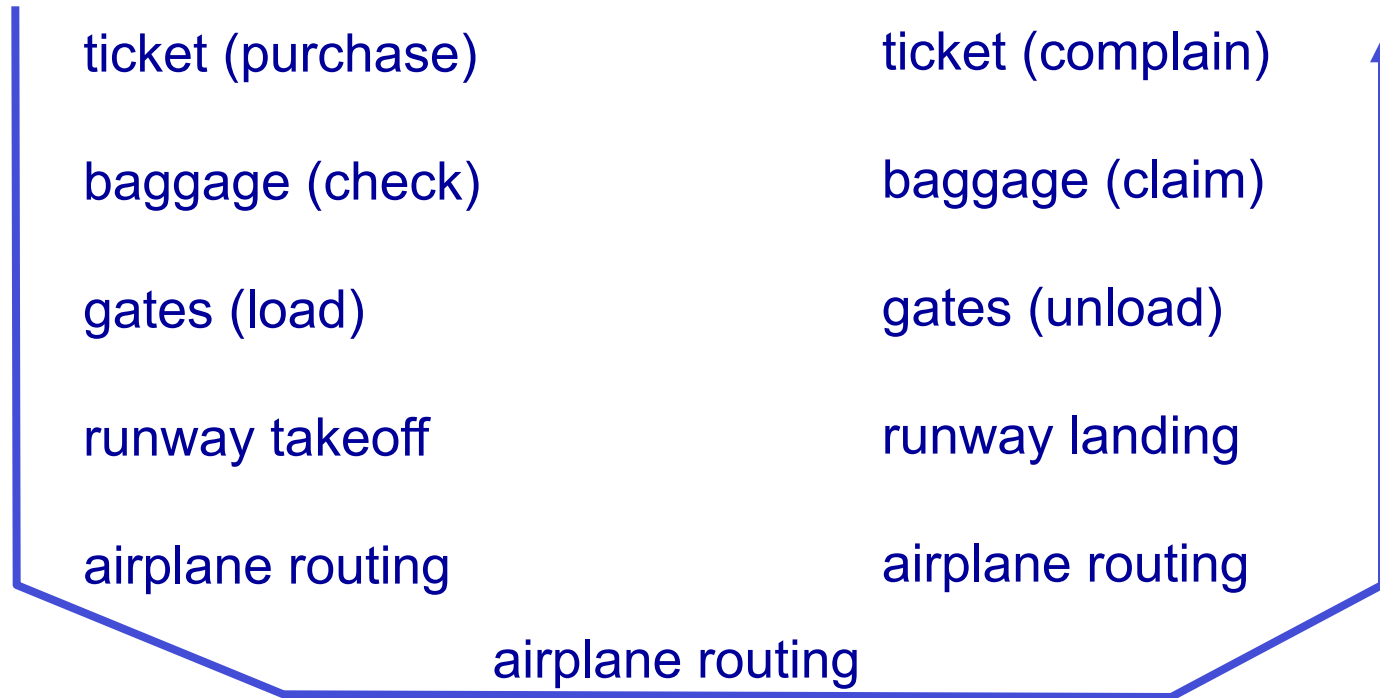 ticket (purchase)
baggage (check)
gates (load)
runway takeoff
airplane routing
airplane routing
ticket (complain)
baggage (claim)
gates (unload)
runway landing
airplane routing